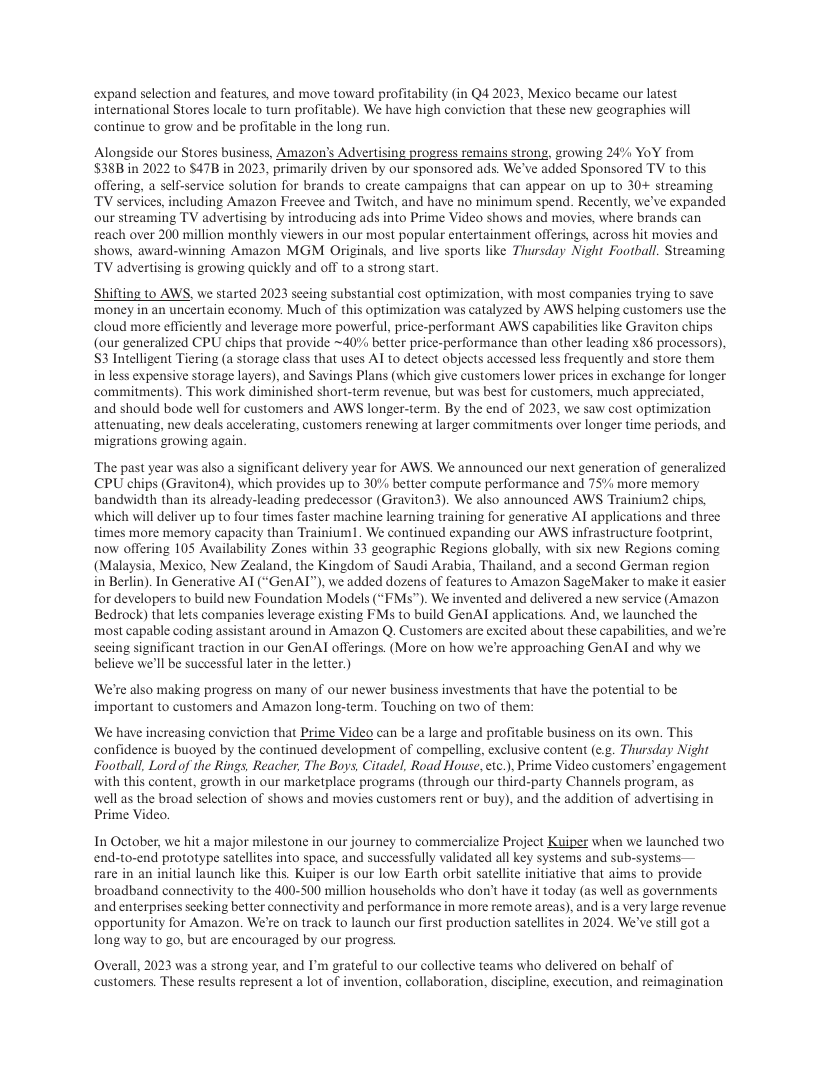 expand selection and features, and move toward profitability (in Q4 2023, Mexico became our latest
international Stores locale to turn profitable). We have high conviction that these new geographies will
continue to grow and be profitable in the long run.
Alongside our Stores business, Amazon’s Advertising progress remains strong, growing 24% YoY from
$38B in 2022 to $47B in 2023, primarily driven by our sponsored ads. We’ve added Sponsored TV to this
offering, a self-service solution for brands to create campaigns that can appear on up to 30+ streaming
TV services, including Amazon Freevee and Twitch, and have no minimum spend. Recently, we’ve expanded
our streaming TV advertising by introducing ads into Prime Video shows and movies, where brands can
reach over 200 million monthly viewers in our most popular entertainment offerings, across hit movies and
shows, award-winning Amazon MGM Originals, and live sports like Thursday Night Football. Streaming
TV advertising is growing quickly and off to a strong start.
Shifting to AWS, we started 2023 seeing substantial cost optimization, with most companies trying to save
money in an uncertain economy. Much of this optimization was catalyzed by AWS helping customers use the
cloud more efficiently and leverage more powerful, price-performant AWS capabilities like Graviton chips
(our generalized CPU chips that provide ~40% better price-performance than other leading x86 processors),
S3 Intelligent Tiering (a storage class that uses AI to detect objects accessed less frequently and store them
in less expensive storage layers), and Savings Plans (which give customers lower prices in exchange for longer
commitments). This work diminished short-term revenue, but was best for customers, much appreciated,
and should bode well for customers and AWS longer-term. By the end of 2023, we saw cost optimization
attenuating, new deals accelerating, customers renewing at larger commitments over longer time periods, and
migrations growing again.
The past year was also a significant delivery year for AWS. We announced our next generation of generalized
CPU chips (Graviton4), which provides up to 30% better compute performance and 75% more memory
bandwidth than its already-leading predecessor (Graviton3). We also announced AWS Trainium2 chips,
which will deliver up to four times faster machine learning training for generative AI applications and three
times more memory capacity than Trainium1. We continued expanding our AWS infrastructure footprint,
now offering 105 Availability Zones within 33 geographic Regions globally, with six new Regions coming
(Malaysia, Mexico, New Zealand, the Kingdom of Saudi Arabia, Thailand, and a second German region
in Berlin). In Generative AI (“GenAI”), we added dozens of features to Amazon SageMaker to make it easier
for developers to build new Foundation Models (“FMs”). We invented and delivered a new service (Amazon
Bedrock) that lets companies leverage existing FMs to build GenAI applications. And, we launched the
most capable coding assistant around in Amazon Q. Customers are excited about these capabilities, and we’re
seeing significant traction in our GenAI offerings. (More on how we’re approaching GenAI and why we
believe we’ll be successful later in the letter.)
We’re also making progress on many of our newer business investments that have the potential to be
important to customers and Amazon long-term. Touching on two of them:
We have increasing conviction that Prime Video can be a large and profitable business on its own. This
confidence is buoyed by the continued development of compelling, exclusive content (e.g. Thursday Night
Football, Lord of the Rings, Reacher, The Boys, Citadel, Road House, etc.), Prime Video customers’ engagement
with this content, growth in our marketplace programs (through our third-party Channels program, as
well as the broad selection of shows and movies customers rent or buy), and the addition of advertising in
Prime Video.
In October, we hit a major milestone in our journey to commercialize Project Kuiper when we launched two
end-to-end prototype satellites into space, and successfully validated all key systems and sub-systems—
rare in an initial launch like this. Kuiper is our low Earth orbit satellite initiative that aims to provide
broadband connectivity to the 400-500 million households who don’t have it today (as well as governments
and enterprises seeking better connectivity and performance in more remote areas), and is a very large revenue
opportunity for Amazon. We’re on track to launch our first production satellites in 2024. We’ve still got a
long way to go, but are encouraged by our progress.
Overall, 2023 was a strong year, and I’m grateful to our collective teams who delivered on behalf of
customers. These results represent a lot of invention, collaboration, discipline, execution, and reimagination